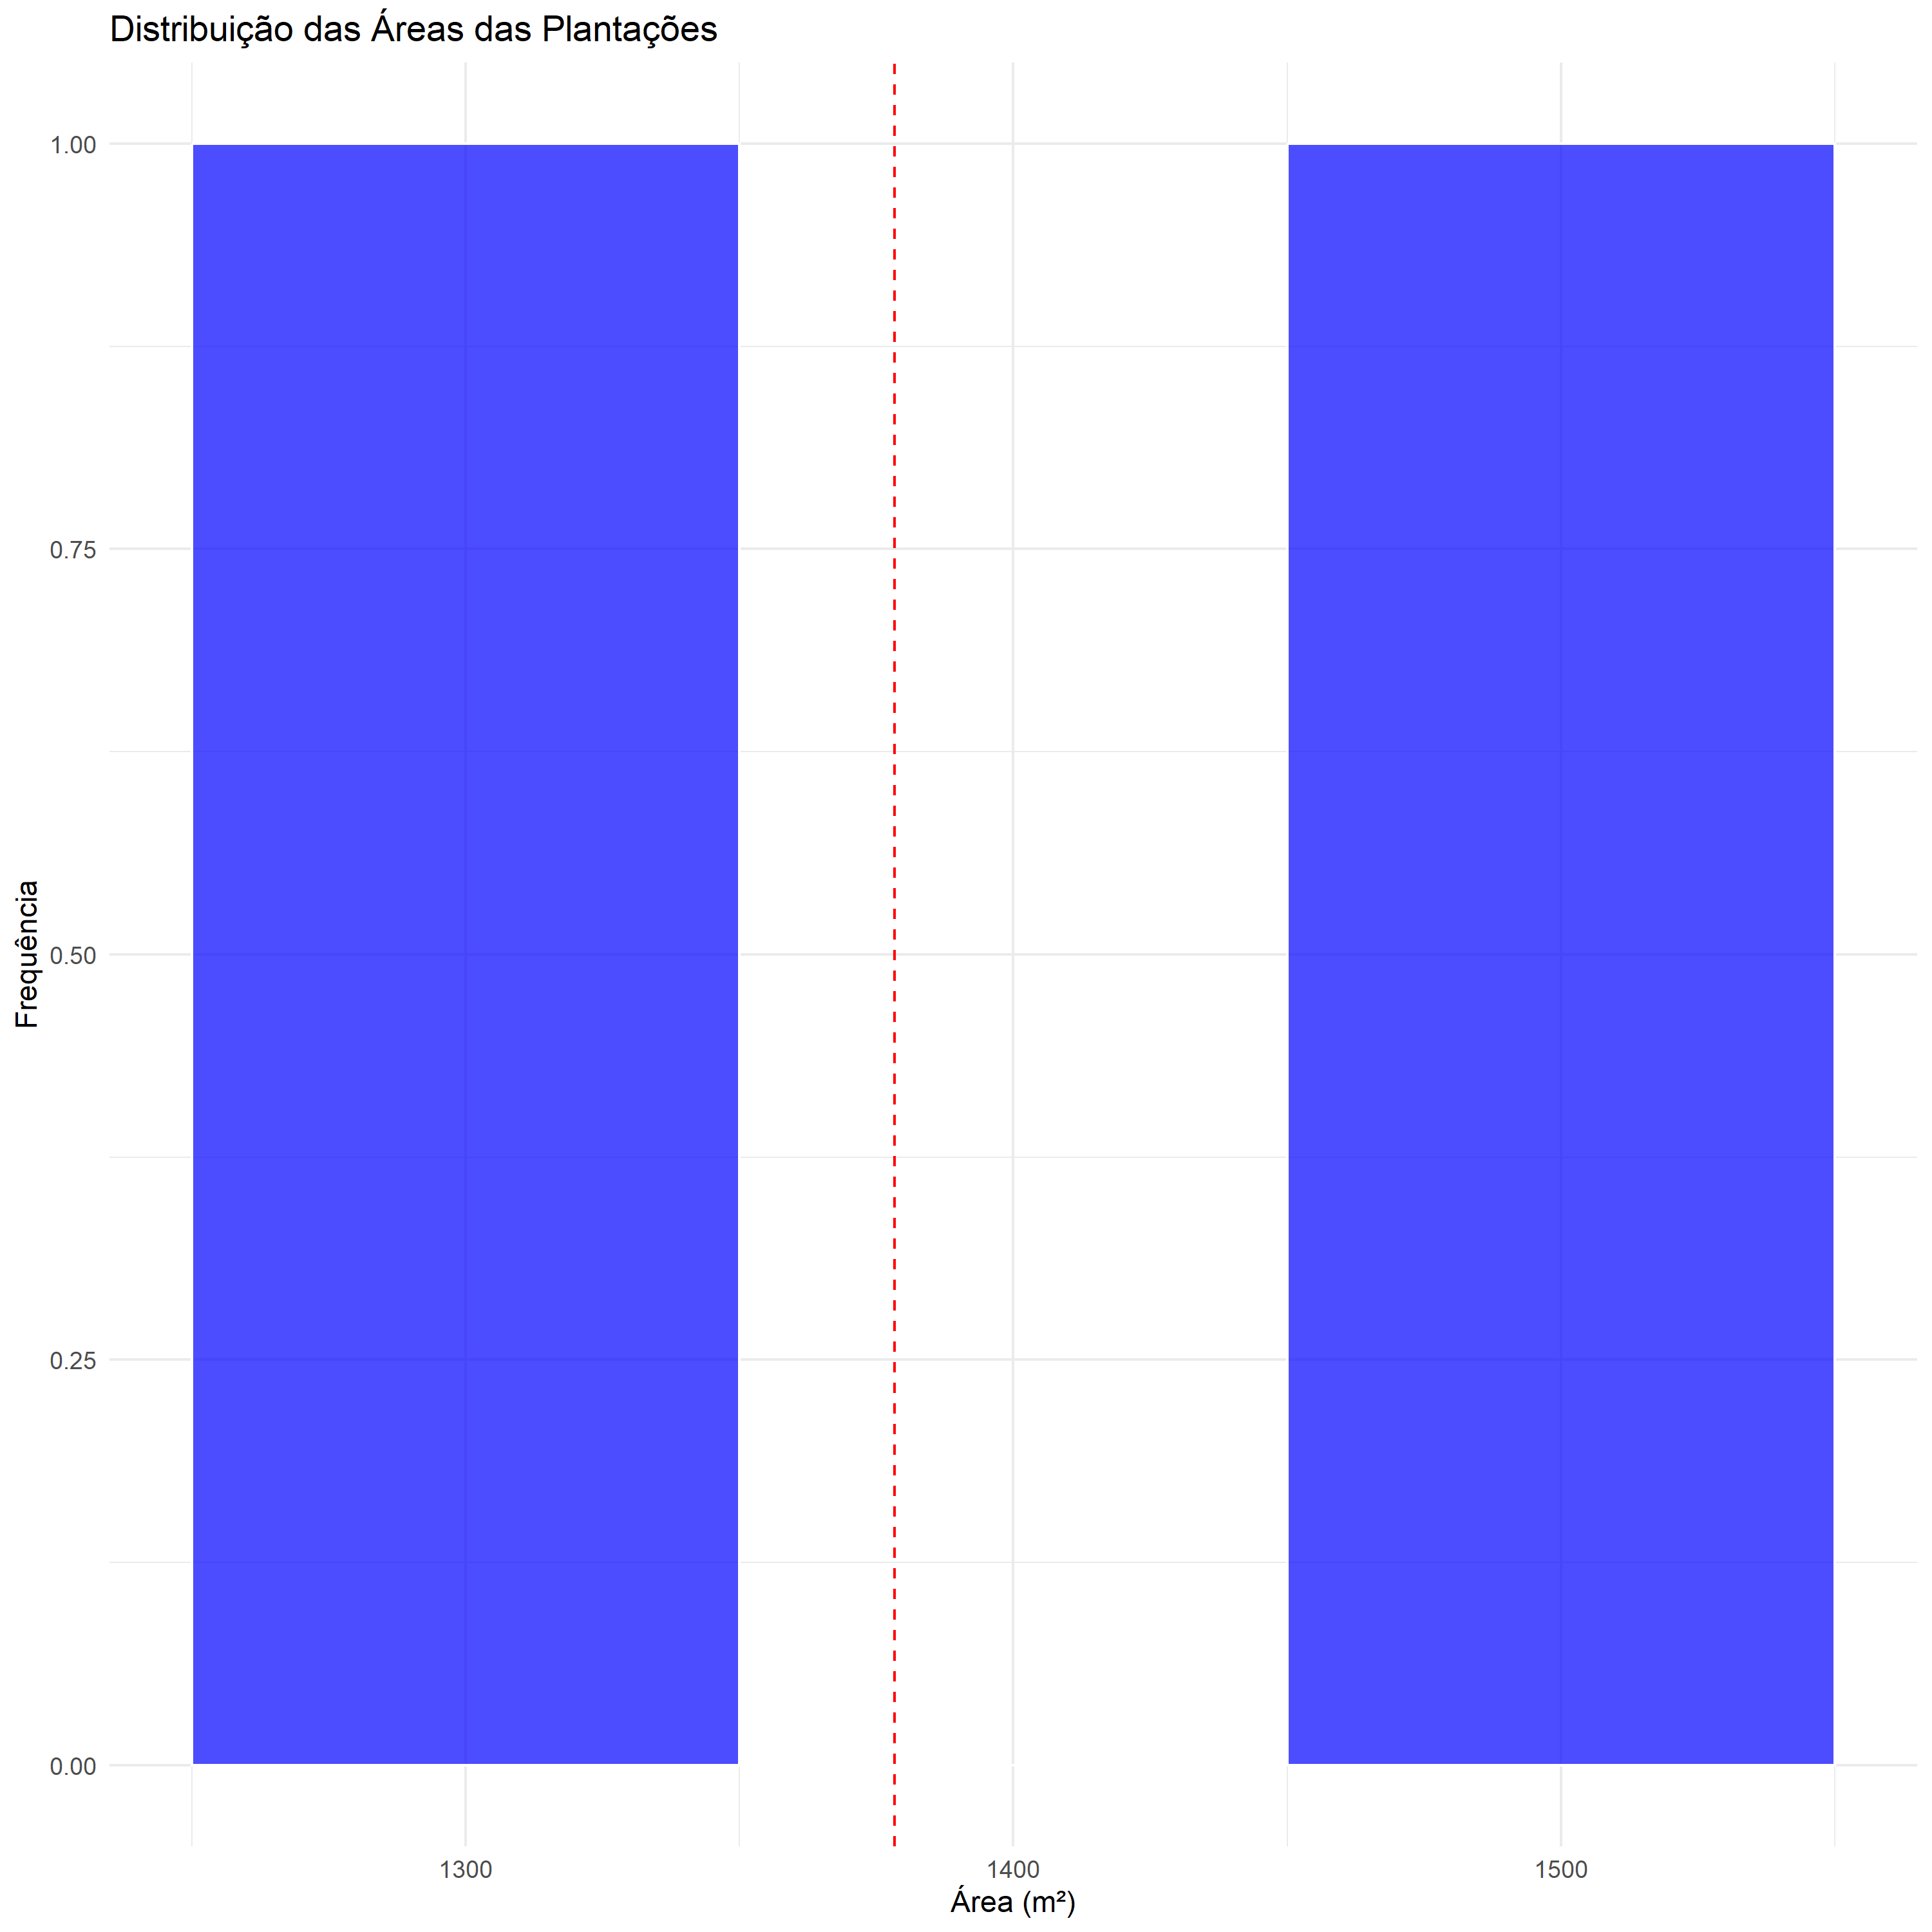 Distribuição das Áreas das Plantações
1.00
0.75
0.50
0.25
0.00
Frequência
1300
1400
1500
Área (m²)